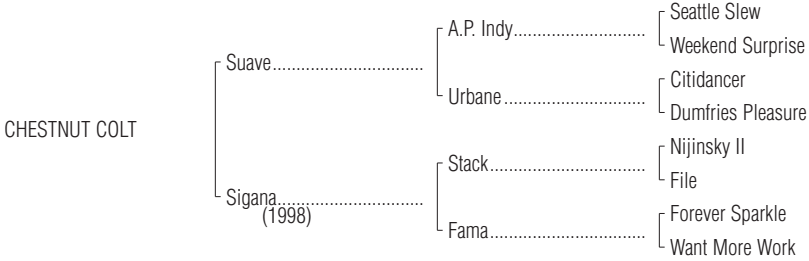 Seattle Slew
A.P. Indy..............................
Weekend Surprise
Suave..................................
Citidancer
Urbane................................
Dumfries Pleasure
CHESTNUT COLT
Nijinsky II
Stack..................................
File
Sigana.................................
(1998)
Forever Sparkle
Fama...................................
Want More Work